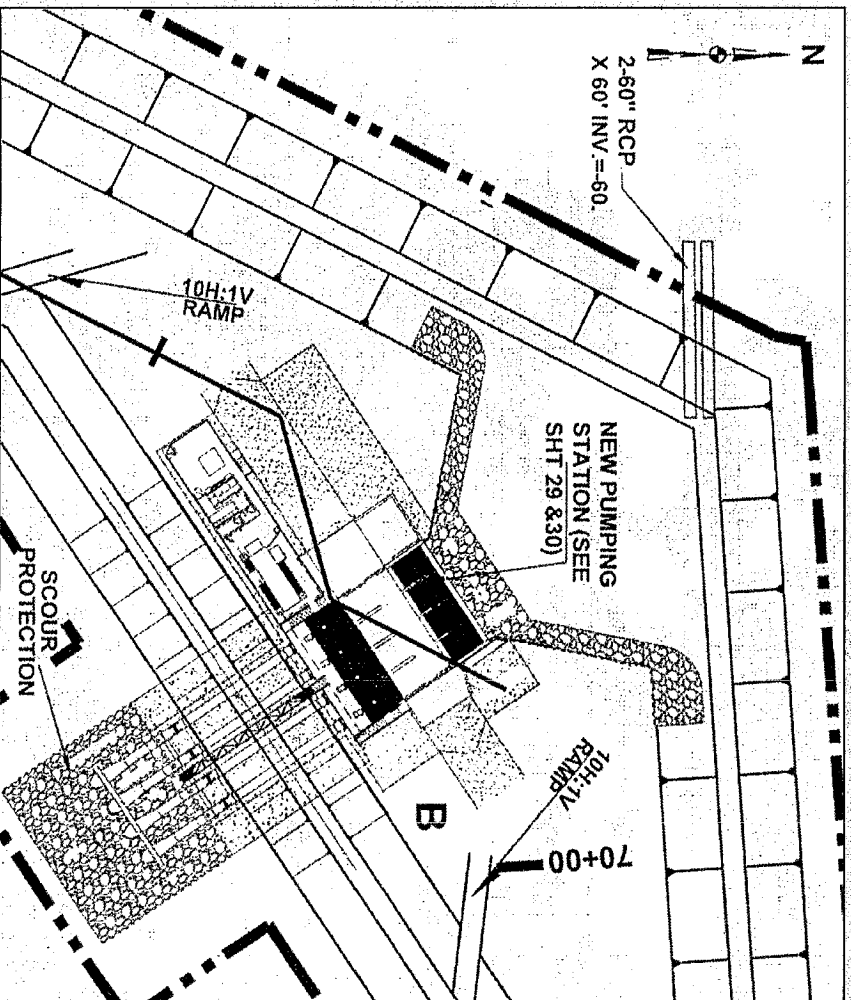 N
2-60" RCP
X 60' INV.=-60.
10H:1V
RAMP
NEW PUMPING
STATION (SEE
SHT 29 &30)
SCOUR
PROTECTION
10H:1V
RAMP
B
70+00